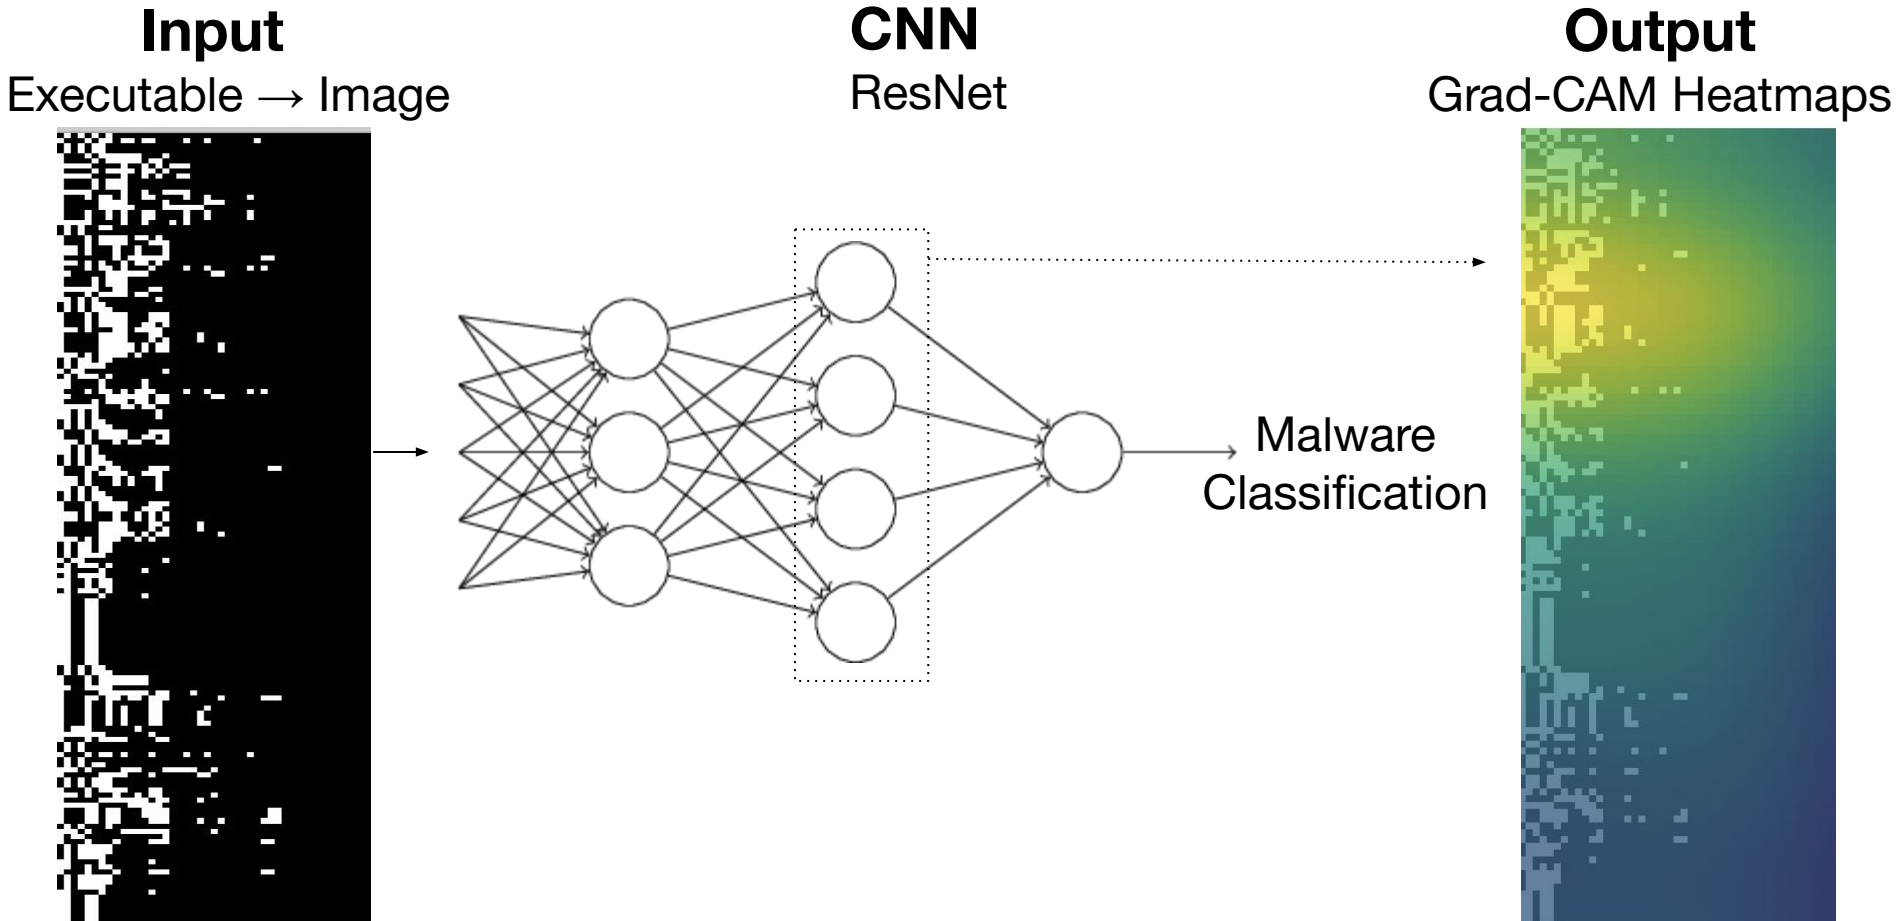 Input
Executable → Image
CNN
ResNet
Output
Grad-CAM Heatmaps
Malware
Classification